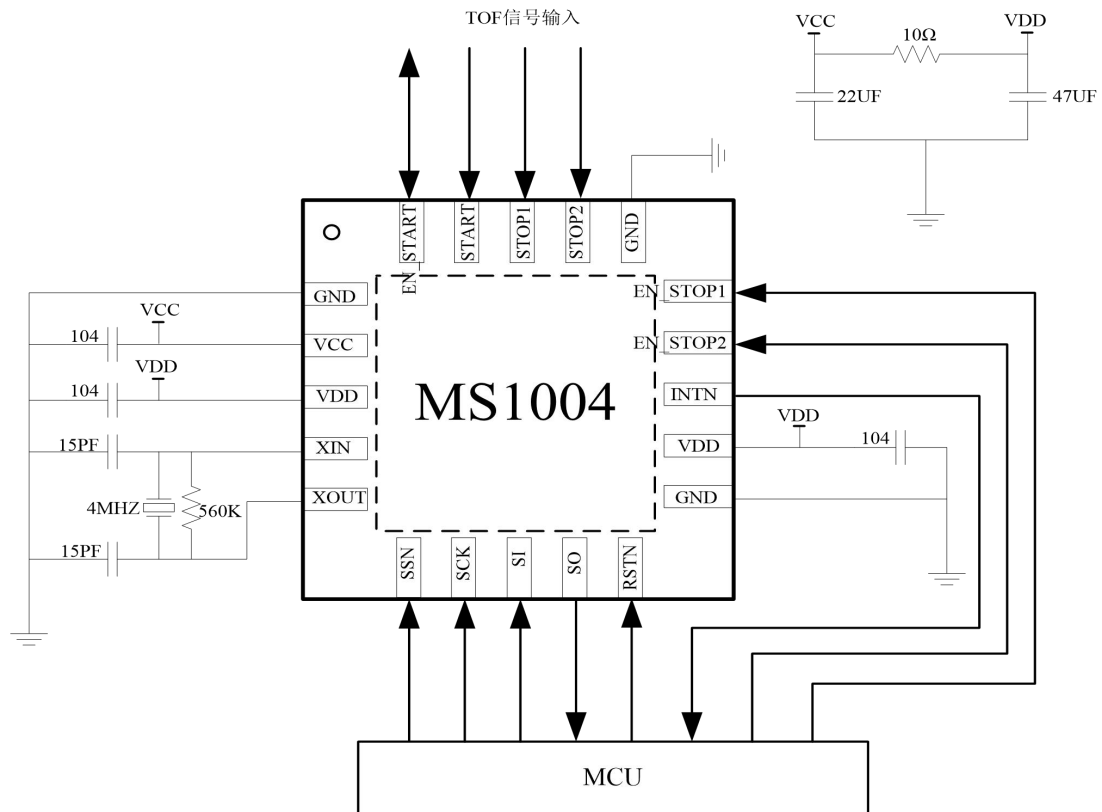 TOF信号输入
VCC
10Ω
VDD
22UF
47UF
EN_START
START
STOP1
STOP2
GND
GND
VCC
104
VCC
VDD
104
VDD
15PF
XIN
4MHZ
560K
XOUT
15PF
MS1004
EN_STOP1
EN_STOP2
INTN
VDD
VDD
104
GND
SSN
SCK
SI
SO
RSTN
MCU